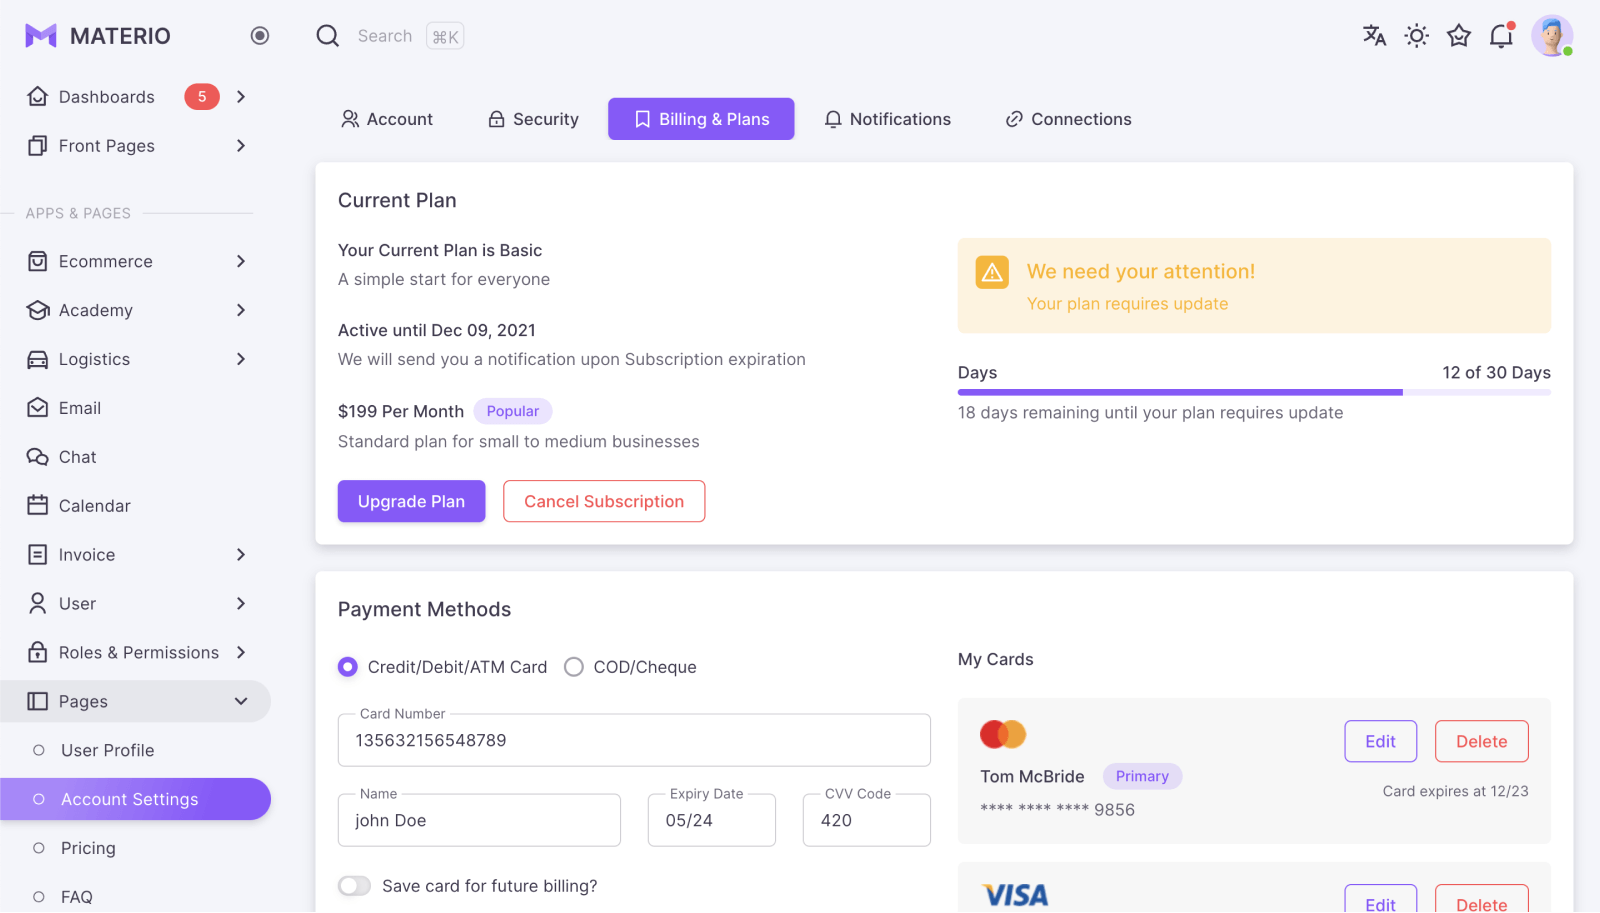 MATERIO
Search ⌘K
Dashboards 5
Front Pages
APPS & PAGES
Ecommerce
Academy
Logistics
Email
Chat
Calendar
Invoice
User
Roles & Permissions
Pages
User Profile
Account Settings
Pricing
FAQ
Account Security Billing & Plans Notifications Connections
Current Plan
Your Current Plan is Basic
A simple start for everyone
Active until Dec 09, 2021
We will send you a notification upon Subscription expiration
$199 Per Month Popular
Standard plan for small to medium businesses
Upgrade Plan Cancel Subscription
We need your attention!
Your plan requires update
Days 12 of 30 Days
18 days remaining until your plan requires update
Payment Methods
Credit/Debit/ATM Card COD/Cheque
Card Number
135632156548789
Name Expiry Date CVV Code
john Doe 05/24 420
Save card for future billing?
My Cards
Edit Delete
Tom McBride Primary
Card expires at 12/23
**** **** **** 9856
VISA
Edit Delete